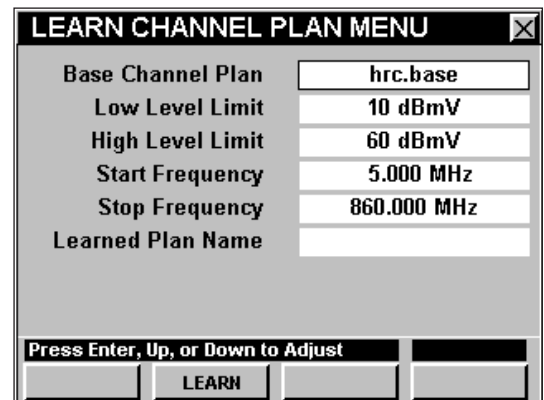 LEARN CHANNEL PLAN MENU
Base Channel Plan hrc.base
Low Level Limit 10 dBmV
High Level Limit 60 dBmV
Start Frequency 5.000 MHz
Stop Frequency 860.000 MHz
Learned Plan Name
Press Enter, Up, or Down to Adjust
LEARN